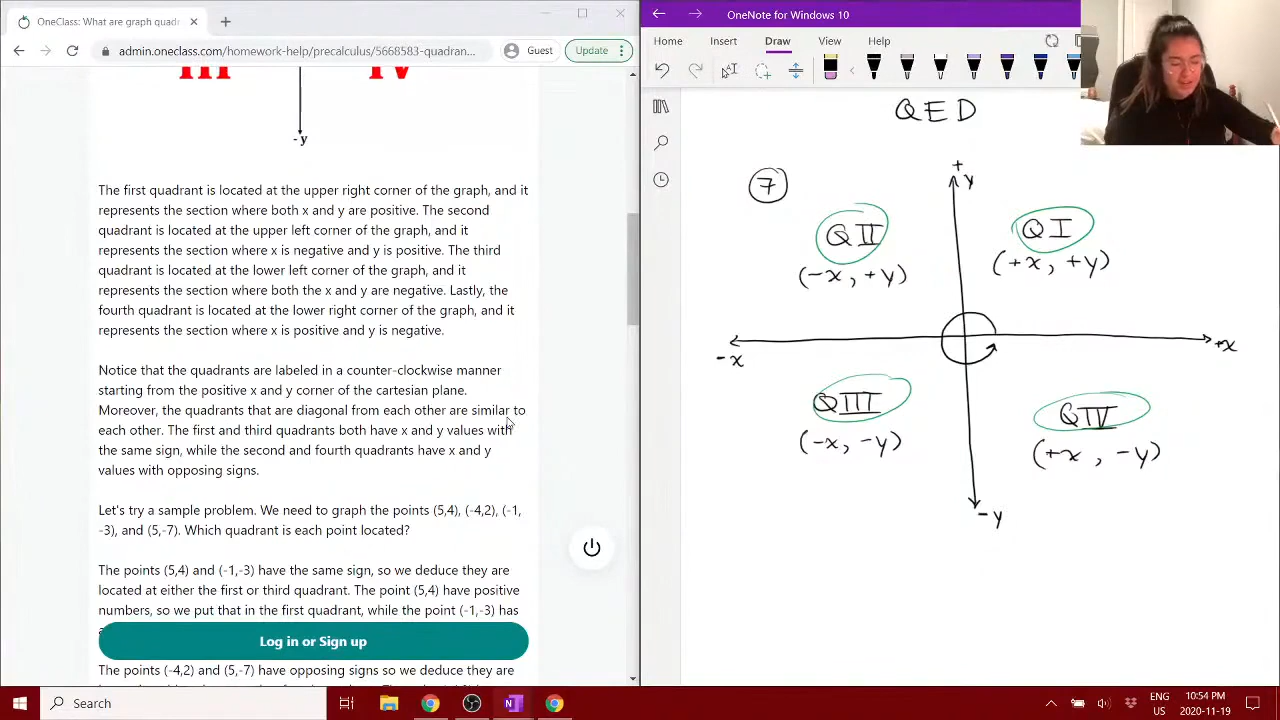 OneClass: What are graph quadr
admin.oneclass.com/homework-help/precalculus/5668583-quadran...
Guest
Update
III IV
-y
The first quadrant is located at the upper right corner of the graph, and it
represents the section where both x and y are positive. The second
quadrant is located at the upper left corner of the graph, and it
represents the section where x is negative and y is positive. The third
quadrant is located at the lower left corner of the graph, and it
represents the section where both the x and y are negative. Lastly, the
fourth quadrant is located at the lower right corner of the graph, and it
represents the section where x is positive and y is negative.
Notice that the quadrants are labeled in a counter-clockwise manner
starting from the positive x and y corner of the cartesian plane.
Moreover, the quadrants that are diagonal from each other are similar to
each other. The first and third quadrants both have x and y values with
the same sign, while the second and fourth quadrants have x and y
values with opposing signs.
Let's try a sample problem. We need to graph the points (5,4), (-4,2), (-1,
-3), and (5,-7). Which quadrant is each point located?
The points (5,4) and (-1,-3) have the same sign, so we deduce they are
located at either the first or third quadrant. The point (5,4) have positive
numbers, so we put that in the first quadrant, while the point (-1,-3) has
Log in or Sign up
The points (-4,2) and (5,-7) have opposing signs so we deduce they are
OneNote for Windows 10
Home Insert Draw View Help
QED
7
+
y
QII
QI
(-x, +y)
(+x, +y)
-x
+x
QIII
QIV
(-x, -y)
(+x, -y)
-y
Search
ENG
US
10:54 PM
2020-11-19